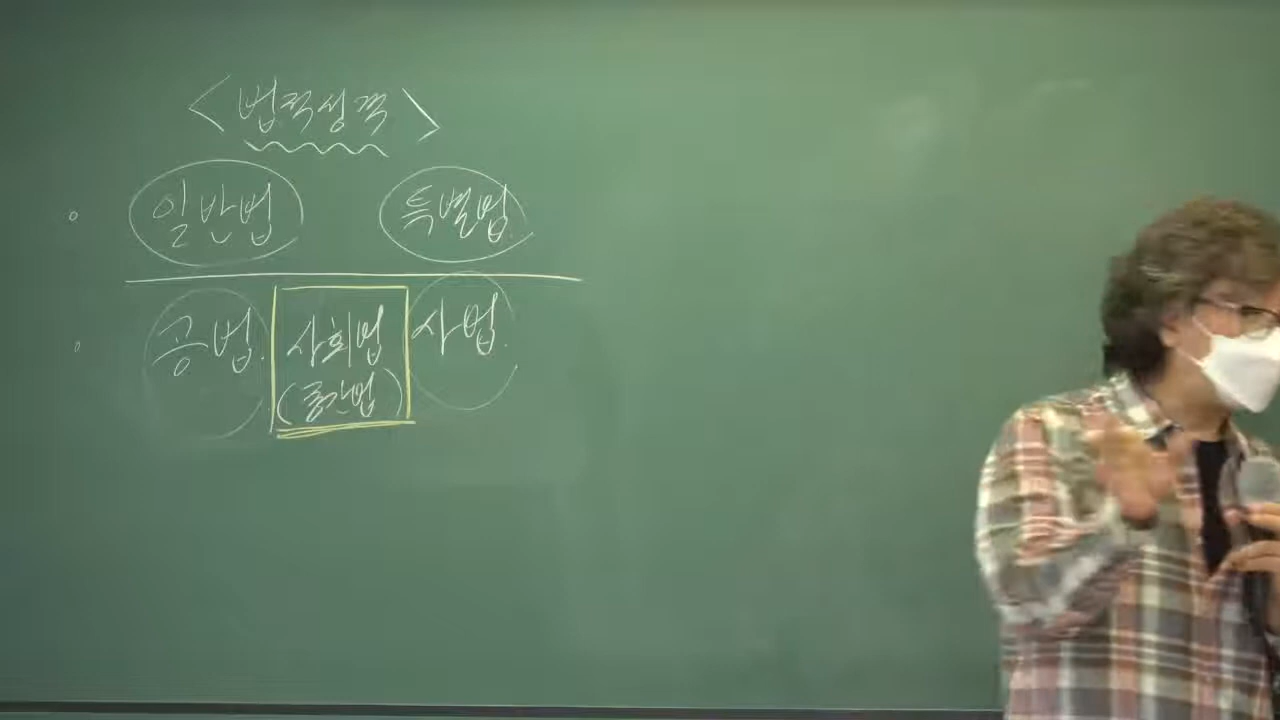 <법적성격>
일반법 특별법.
공법. 사회법 사법.
(중간법)